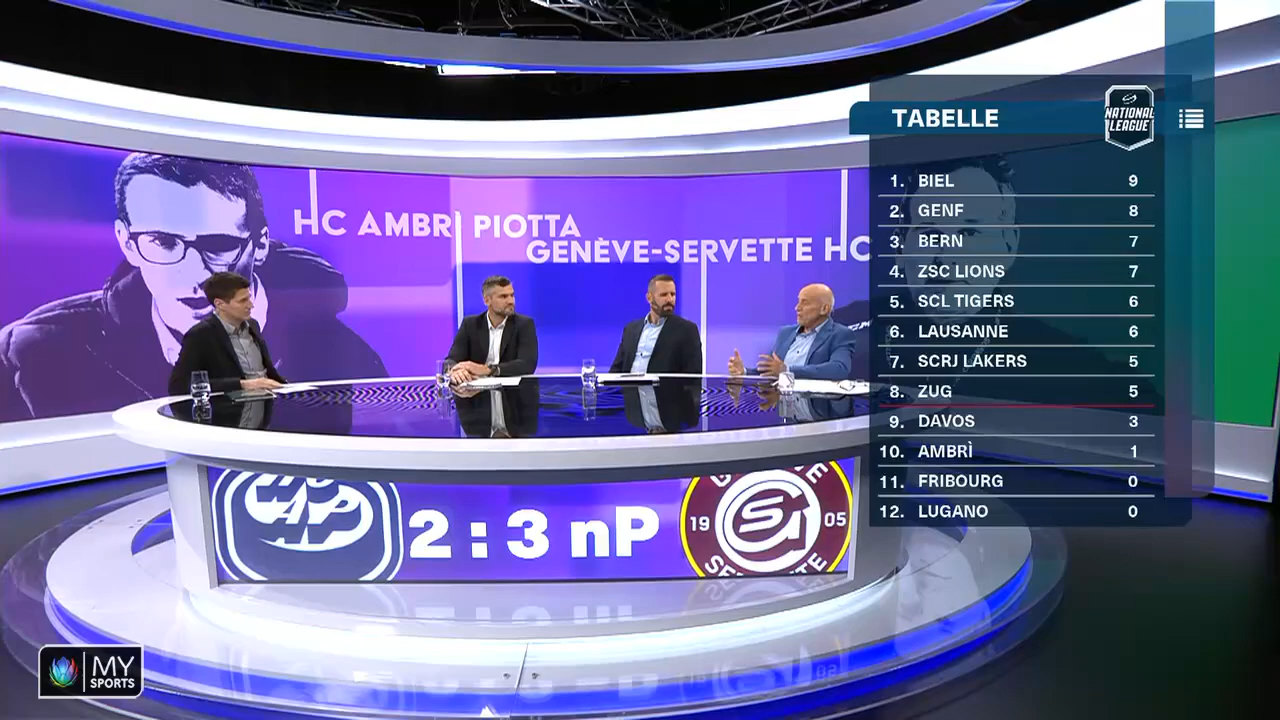 TABELLE
NATIONAL
LEAGUE
1. BIEL 9
2. GENF 8
3. BERN 7
4. ZSC LIONS 7
5. SCL TIGERS 6
6. LAUSANNE 6
7. SCRJ LAKERS 5
8. ZUG 5
9. DAVOS 3
10. AMBRÌ 1
11. FRIBOURG 0
12. LUGANO 0
HC AMBRI PIOTTA
GENÈVE-SERVETTE HC
2 : 3 nP
19 05
MY
SPORTS